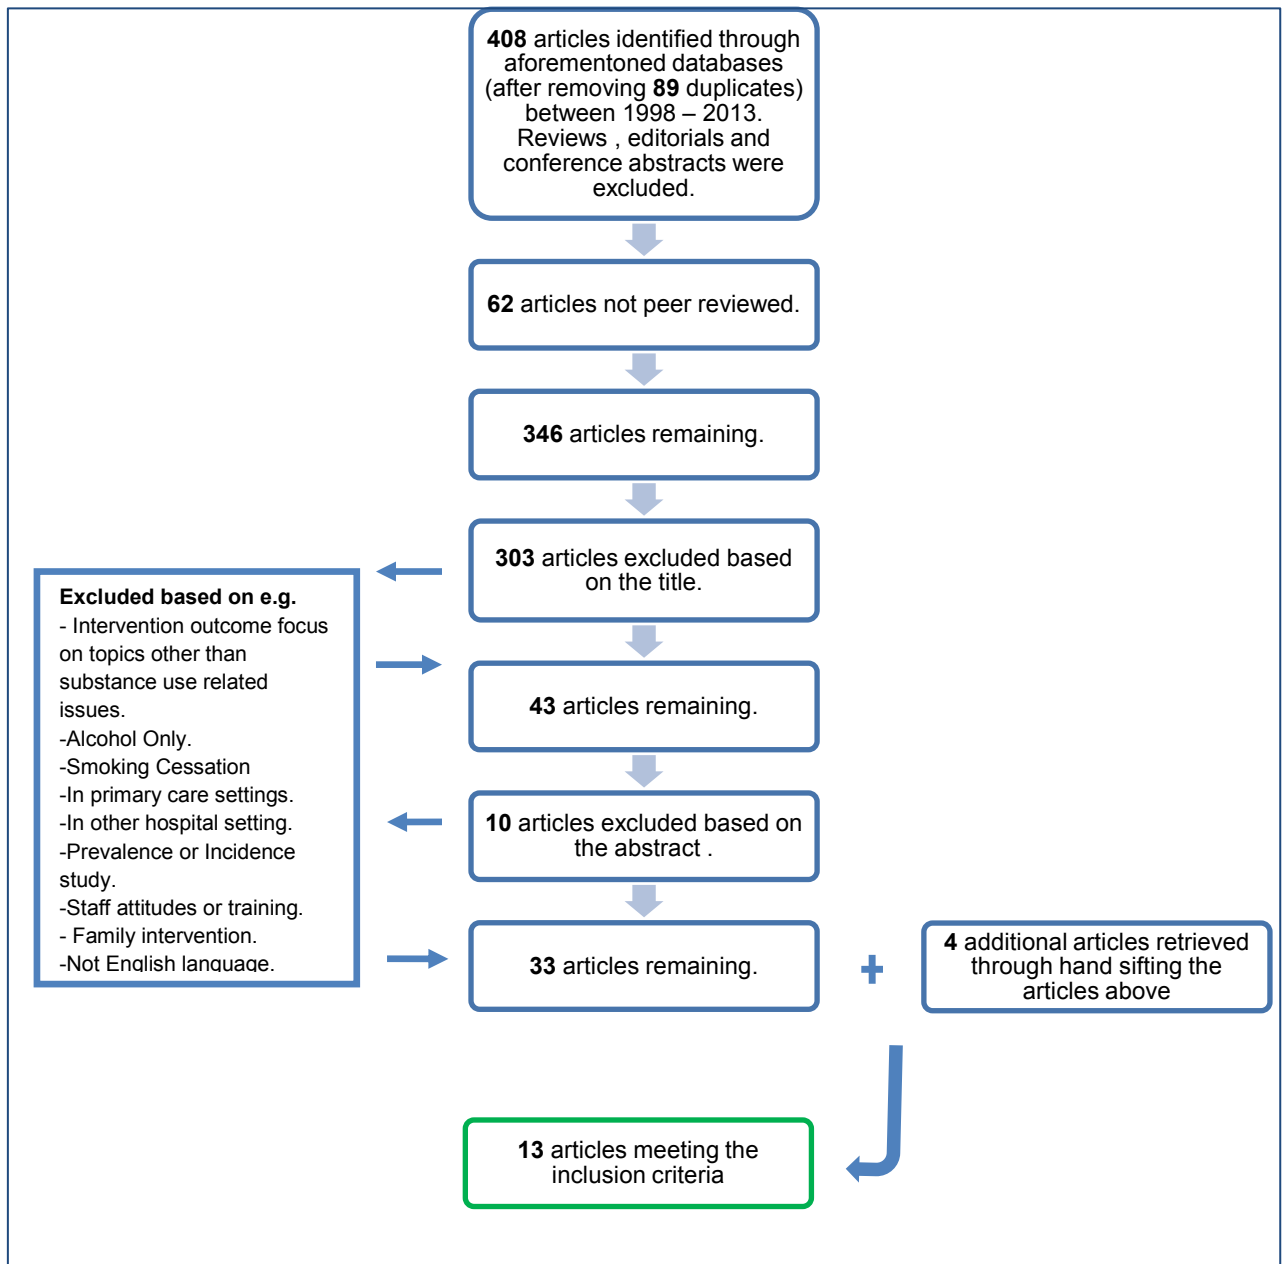 408 articles identified through
aforementoned databases
(after removing 89 duplicates)
between 1998 – 2013.
Reviews , editorials and
conference abstracts were
excluded.
62 articles not peer reviewed.
346 articles remaining.
303 articles excluded based
on the title.
Excluded based on e.g.
- Intervention outcome focus
on topics other than
substance use related
issues.
-Alcohol Only.
-Smoking Cessation
-In primary care settings.
-In other hospital setting.
-Prevalence or Incidence
study.
-Staff attitudes or training.
- Family intervention.
-Not English language.
43 articles remaining.
10 articles excluded based on
the abstract .
33 articles remaining.
+
4 additional articles retrieved
through hand sifting the
articles above
13 articles meeting the
inclusion criteria